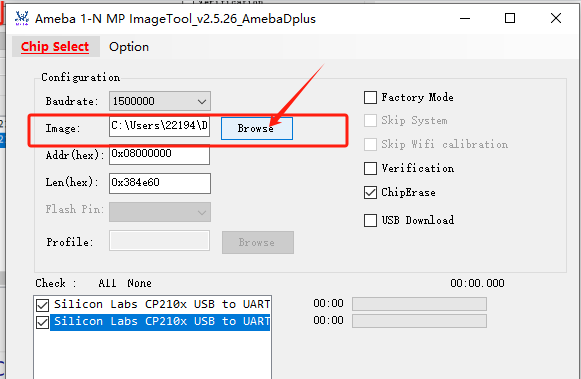 Ameba 1-N MP ImageTool_v2.5.26_AmebaDplus
Chip Select Option
Configuration
Baudrate: 1500000
Factory Mode
Image: C:\Users\22194\D Browse
Skip System
Skip Wifi calibration
Addr(hex): 0x08000000
Verification
Len(hex): 0x384e60
ChipErase
Flash Pin:
USB Download
Profile: Browse
Check : All None 00:00.000
Silicon Labs CP210x USB to UART 00:00
Silicon Labs CP210x USB to UART 00:00